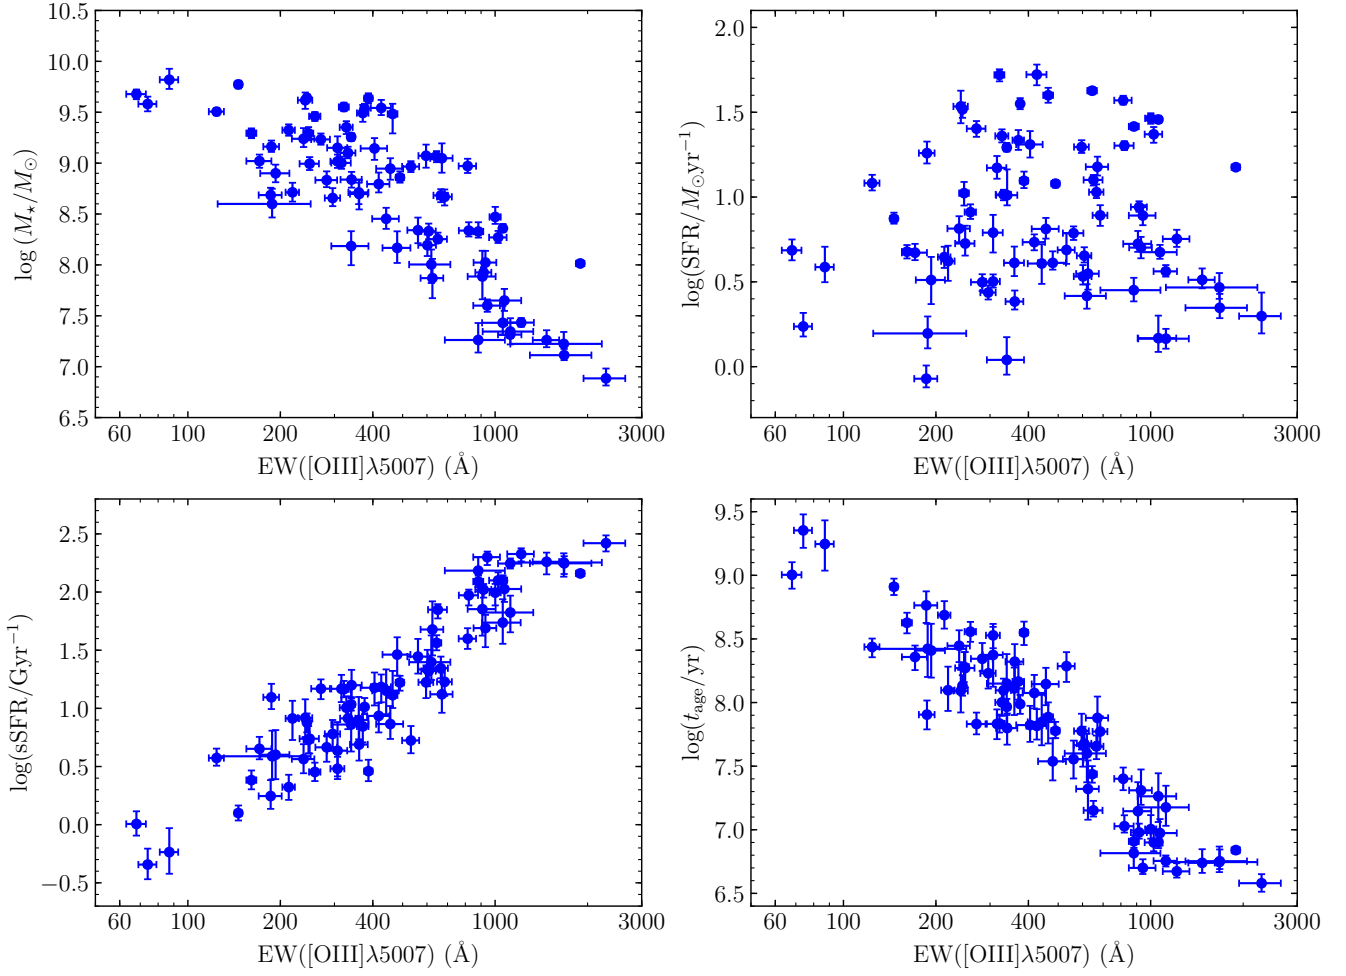 10.5
10.0
9.5
9.0
8.5
8.0
7.5
7.0
6.5
log (M⋆/M⊙)
60 100 200 400 1000 3000
EW([OIII]λ5007) (Å)
2.0
1.5
1.0
0.5
0.0
log(SFR/M⊙yr⁻¹)
60 100 200 400 1000 3000
EW([OIII]λ5007) (Å)
2.5
2.0
1.5
1.0
0.5
0.0
−0.5
log(sSFR/Gyr⁻¹)
60 100 200 400 1000 3000
EW([OIII]λ5007) (Å)
9.5
9.0
8.5
8.0
7.5
7.0
6.5
log(t_age/yr)
60 100 200 400 1000 3000
EW([OIII]λ5007) (Å)